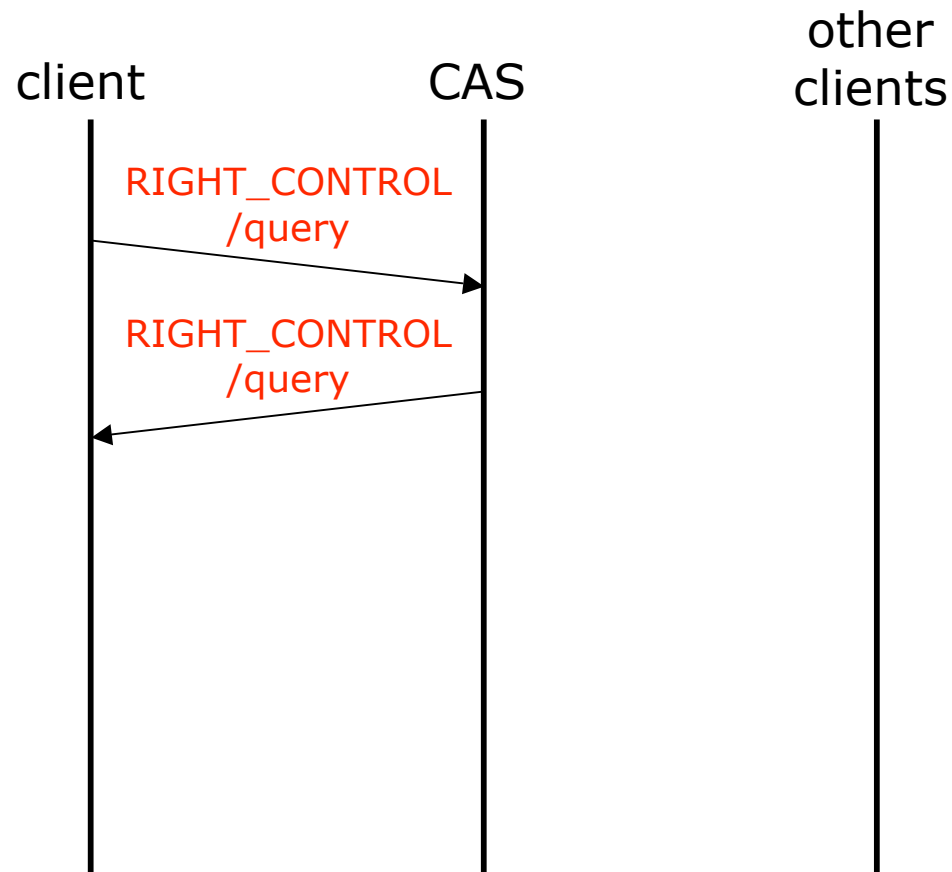 client
CAS
other
clients
RIGHT_CONTROL
/query
RIGHT_CONTROL
/query